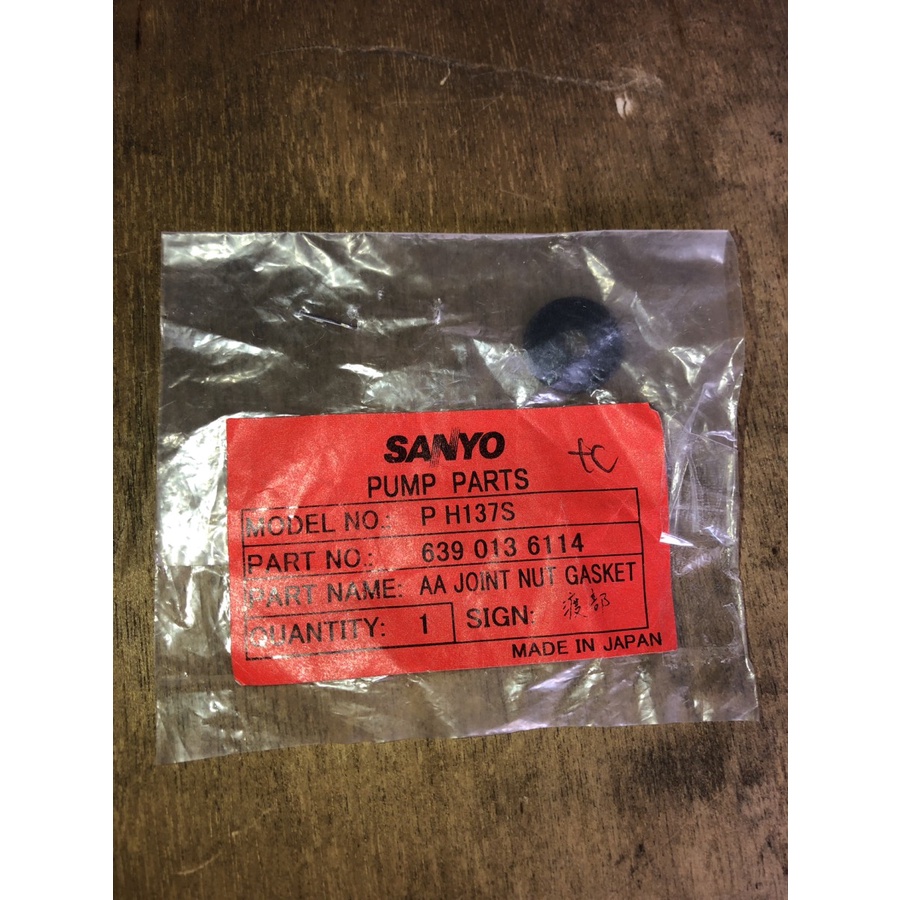 SANYO
tc
PUMP PARTS
MODEL NO.: P H137S
PART NO.: 639 013 6114
PART NAME: AA JOINT NUT GASKET
QUANTITY: 1 SIGN: 渡部
MADE IN JAPAN